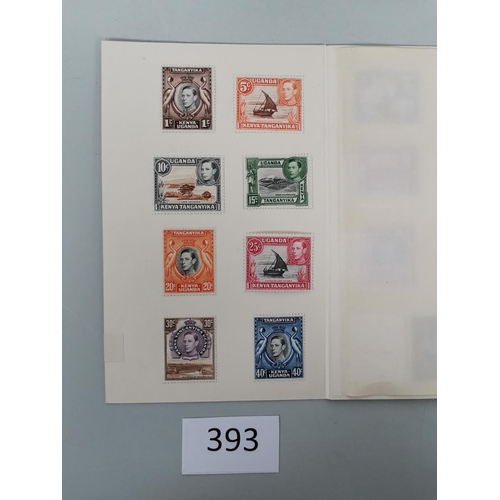 TANGANYIKA
1c KENYA 1c
UGANDA
UGANDA
5c
KENYA TANGANYIKA
UGANDA
10c
KENYA TANGANYIKA
UGANDA
KENYA
15c TANGANYIKA
TANGANYIKA
20c KENYA 20c
UGANDA
UGANDA
25c
KENYA TANGANYIKA
30c 30c
TANGANYIKA
40c KENYA 40c
UGANDA
393